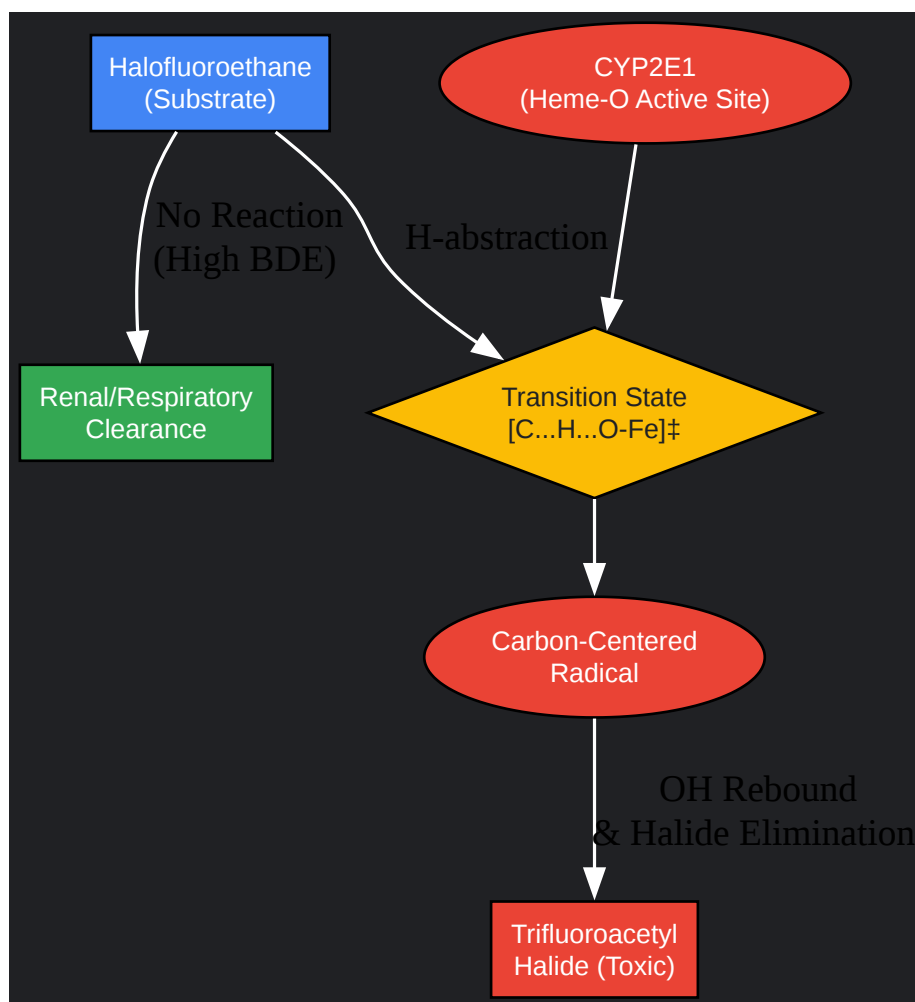 Halofluoroethane
(Substrate)
CYP2E1
(Heme-O Active Site)
No Reaction
(High BDE)
H-abstraction
Renal/Respiratory
Clearance
Transition State
[C...H...O-Fe]‡
Carbon-Centered
Radical
OH Rebound
& Halide Elimination
Trifluoroacetyl
Halide (Toxic)